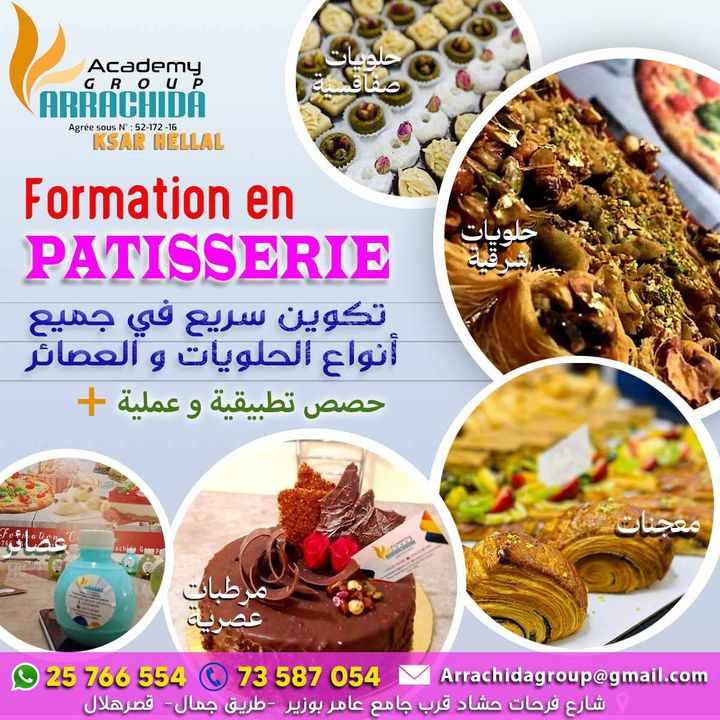 Academy
GROUP
ARRACHIDA
Agrée sous N° : 52-172 -16
KSAR HELLAL
حلويات
صفاقسية
حلويات
شرقية
Formation en
PATISSERIE
تكوين سريع في جميع
أنواع الحلويات و العصائر
حصص تطبيقية و عملية +
عصائر
مرطبات
عصرية
معجنات
25 766 554 73 587 054 Arrachidagroup@gmail.com
شارع فرحات حشاد قرب جامع عامر بوزير -طريق جمال- قصرهلال